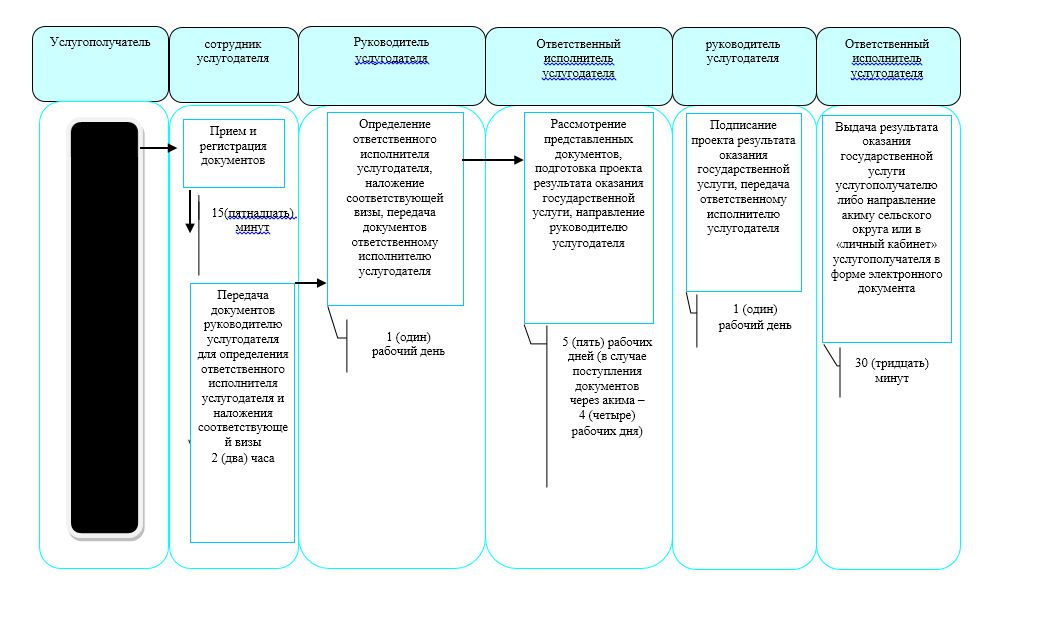 Услугополучатель
сотрудник
услугодателя
Руководитель
услугодателя
Ответственный
исполнитель
услугодателя
руководитель
услугодателя
Ответственный
исполнитель
услугодателя
Прием и
регистрация
документов
15(пятнадцать)
минут
Передача
документов
руководителю
услугодателя
для определения
ответственного
исполнителя
услугодателя и
наложения
соответствующе
й визы
2 (два) часа
Определение
ответственного
исполнителя
услугодателя,
наложение
соответствующей
визы, передача
документов
ответственному
исполнителю
услугодателя
1 (один)
рабочий день
Рассмотрение
представленных
документов,
подготовка проекта
результата оказания
государственной
услуги, направление
руководителю
услугодателя
5 (пять) рабочих
дней (в случае
поступления
документов
через акима –
4 (четыре)
рабочих дня)
Подписание
проекта результата
оказания
государственной
услуги, передача
ответственному
исполнителю
услугодателя
1 (один)
рабочий день
Выдача результата
оказания
государственной
услуги
услугополучателю
либо направление
акиму сельского
округа или в
«личный кабинет»
услугополучателя в
форме электронного
документа
30 (тридцать)
минут